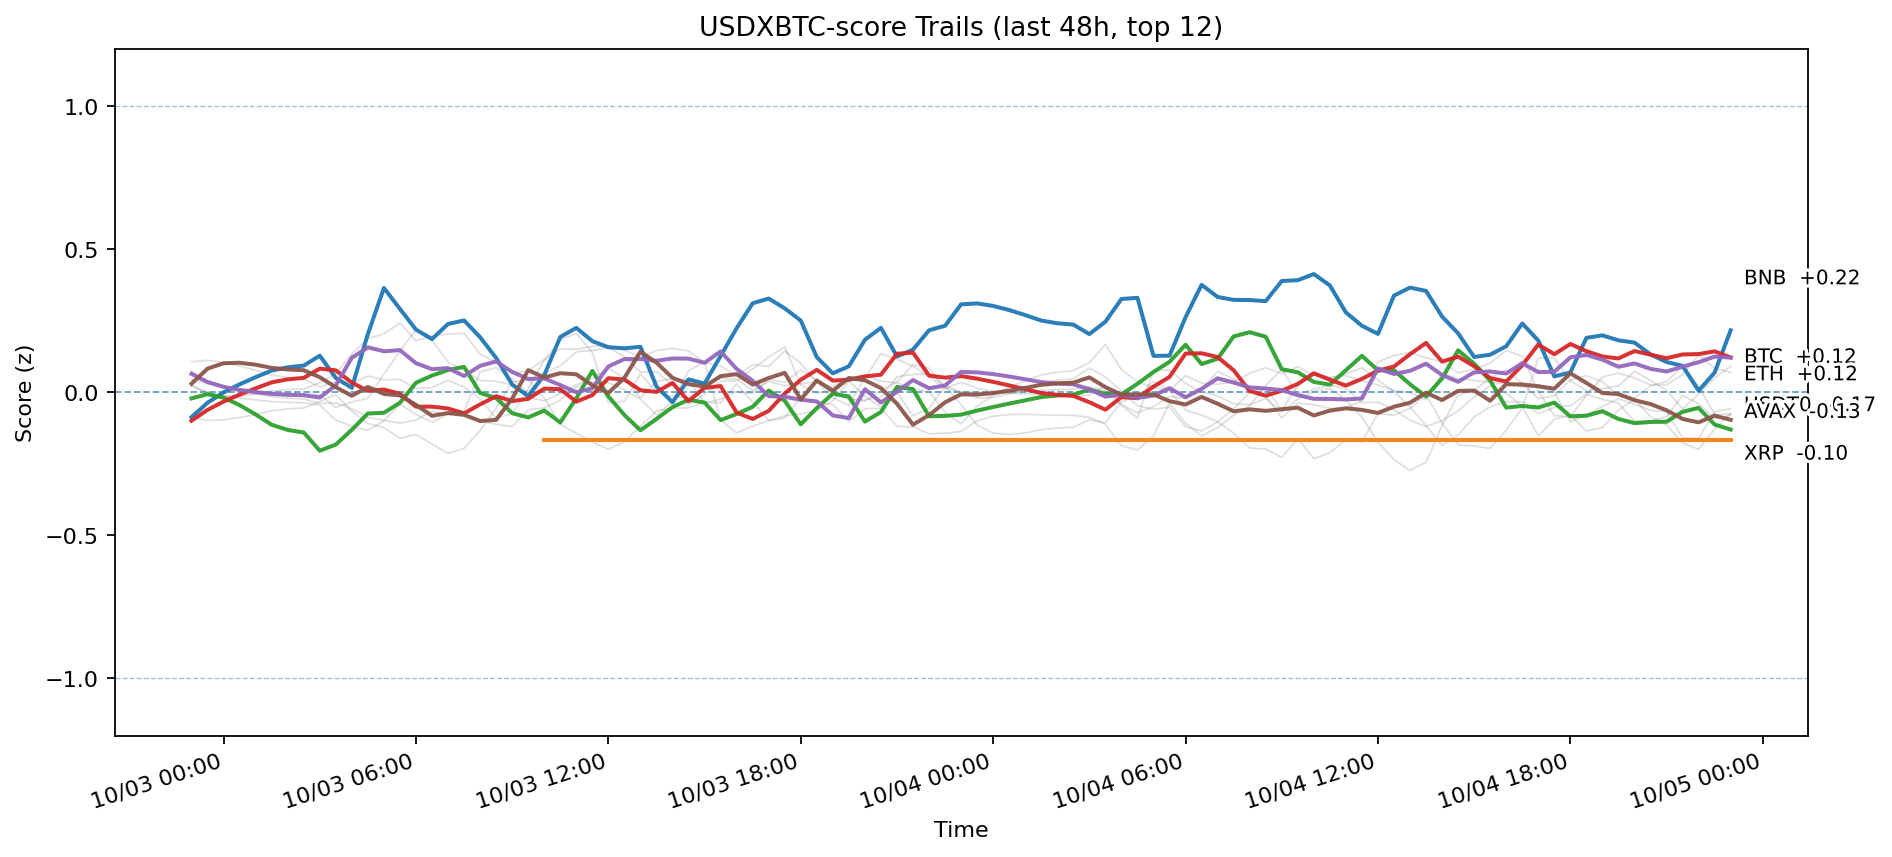 USDXBTC-score Trails (last 48h, top 12)
Score (z)
1.0
0.5
0.0
−0.5
−1.0
BNB +0.22
BTC +0.12
ETH +0.12
-0.17
AVAX -0.13
XRP -0.10
10/03 00:00
10/03 06:00
10/03 12:00
10/03 18:00
10/04 00:00
10/04 06:00
10/04 12:00
10/04 18:00
10/05 00:00
Time